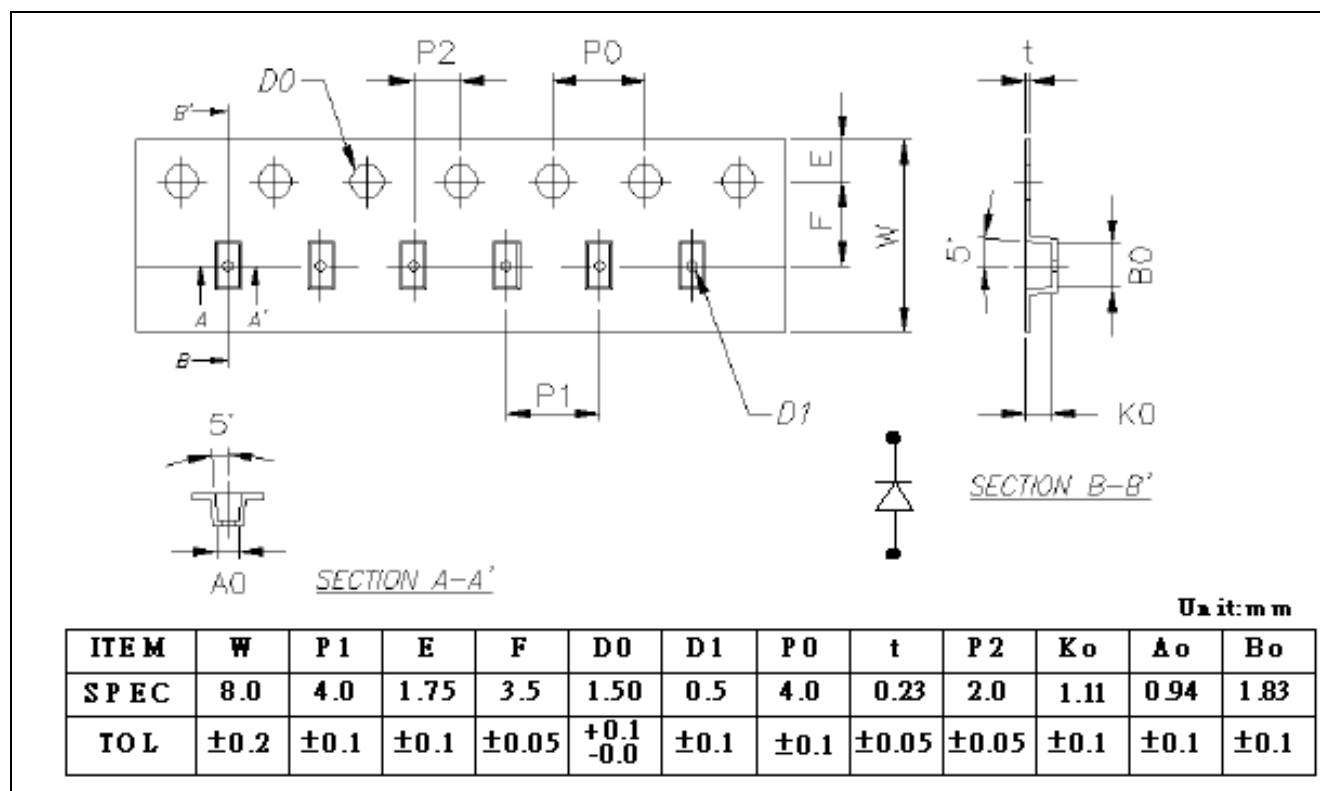 P2 P0 t
D0
B'
E
F W 5' B0
A A'
B
P1 D1 K0
5'
SECTION B-B'
A0 SECTION A-A'
Unit:mm
ITEM W P1 E F D0 D1 P0 t P2 Ko Ao Bo
SPEC 8.0 4.0 1.75 3.5 1.50 0.5 4.0 0.23 2.0 1.11 0.94 1.83
TOL ±0.2 ±0.1 ±0.1 ±0.05 +0.1 -0.0 ±0.1 ±0.1 ±0.05 ±0.05 ±0.1 ±0.1 ±0.1